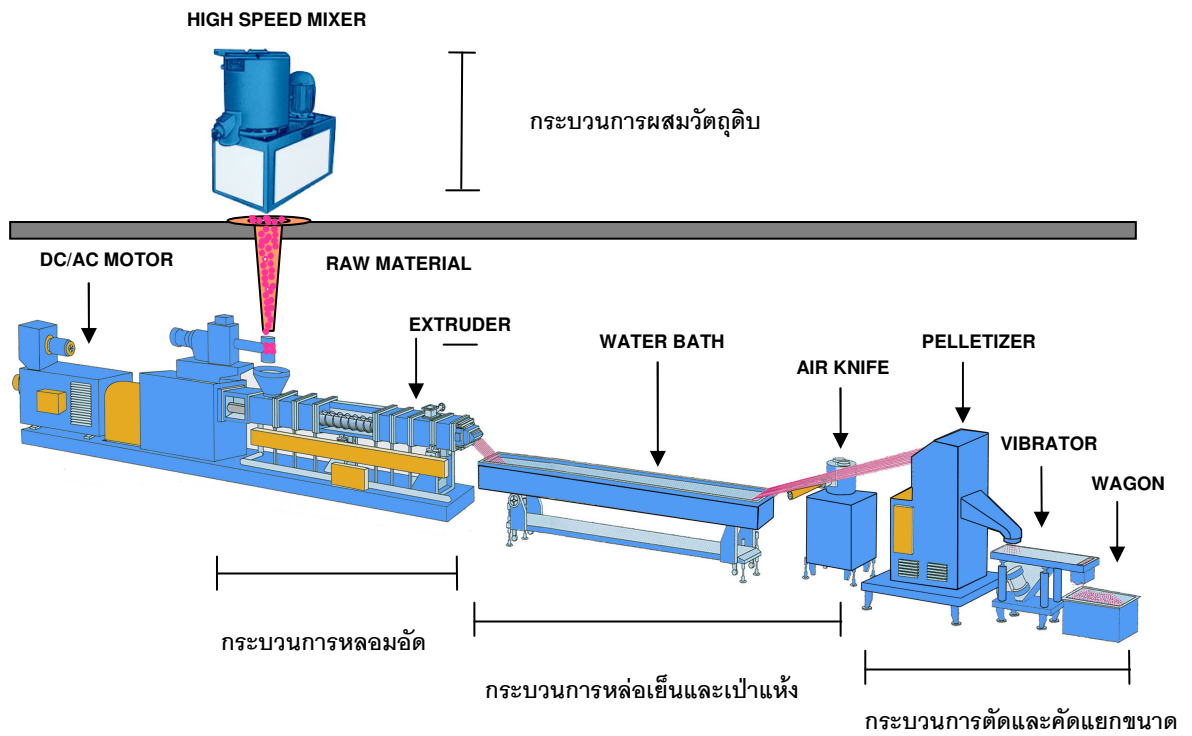 HIGH SPEED MIXER
กระบวนการผสมวัตถุดิบ
DC/AC MOTOR
RAW MATERIAL
EXTRUDER
WATER BATH
AIR KNIFE
PELLETIZER
VIBRATOR
WAGON
กระบวนการหลอมอัด
กระบวนการหล่อเย็นและเป่าแห้ง
กระบวนการตัดและคัดแยกขนาด